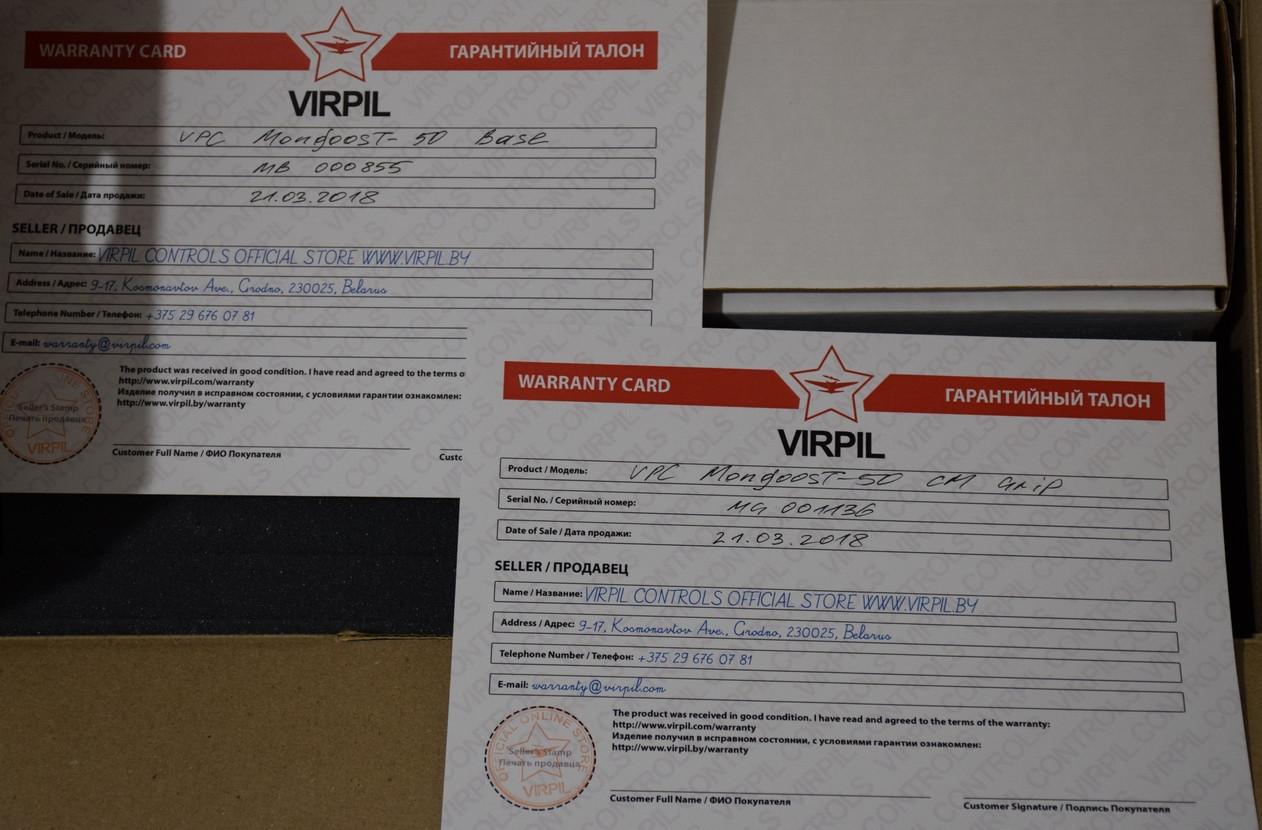 WARRANTY CARD
ГАРАНТИЙНЫЙ ТАЛОН
VIRPIL
Product / Модель: VPC MongoosT-50 Base
Serial No. / Серийный номер: MB 000855
Date of Sale / Дата продажи: 21.03.2018
SELLER / ПРОДАВЕЦ
Name / Название: VIRPIL CONTROLS OFFICIAL STORE WWW.VIRPIL.BY
Address / Адрес: 9-17, Kosmonavtov Ave., Grodno, 230025, Belarus
Telephone Number / Телефон: +375 29 676 07 81
E-mail: warranty@virpil.com
The product was received in good condition. I have read and agreed to the terms o
http://www.virpil.com/warranty
Изделие получил в исправном состоянии, с условиями гарантии ознакомлен:
http://www.virpil.by/warranty
OFFICIAL ONLINE STORE
Seller's Stamp
Печать продавца
VIRPIL
Customer Full Name / ФИО Покупателя
Custo
WARRANTY CARD
ГАРАНТИЙНЫЙ ТАЛОН
VIRPIL
Product / Модель: VPC MongoosT-50 CM Grip
Serial No. / Серийный номер: MG 001136
Date of Sale / Дата продажи: 21.03.2018
SELLER / ПРОДАВЕЦ
Name / Название: VIRPIL CONTROLS OFFICIAL STORE WWW.VIRPIL.BY
Address / Адрес: 9-17, Kosmonavtov Ave., Grodno, 230025, Belarus
Telephone Number / Телефон: +375 29 676 07 81
E-mail: warranty@virpil.com
The product was received in good condition. I have read and agreed to the terms of the warranty:
http://www.virpil.com/warranty
Изделие получил в исправном состоянии, с условиями гарантии ознакомлен:
http://www.virpil.by/warranty
OFFICIAL ONLINE STORE
Seller's Stamp
Печать продавца
VIRPIL
Customer Full Name / ФИО Покупателя
Customer Signature / Подпись Покупателя